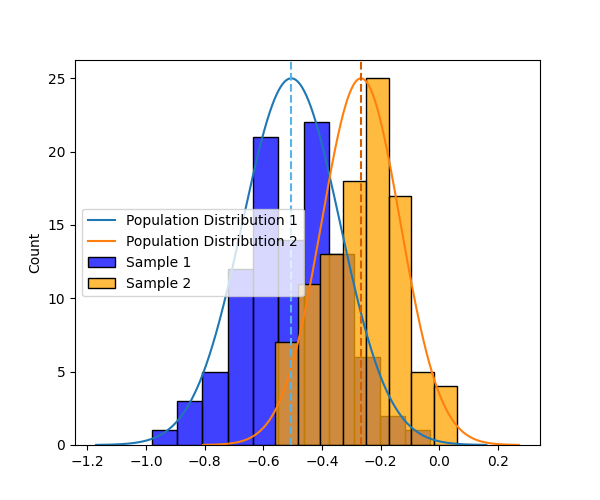 25
20
15
10
5
0
Count
Population Distribution 1
Population Distribution 2
Sample 1
Sample 2
−1.2 −1.0 −0.8 −0.6 −0.4 −0.2 0.0 0.2